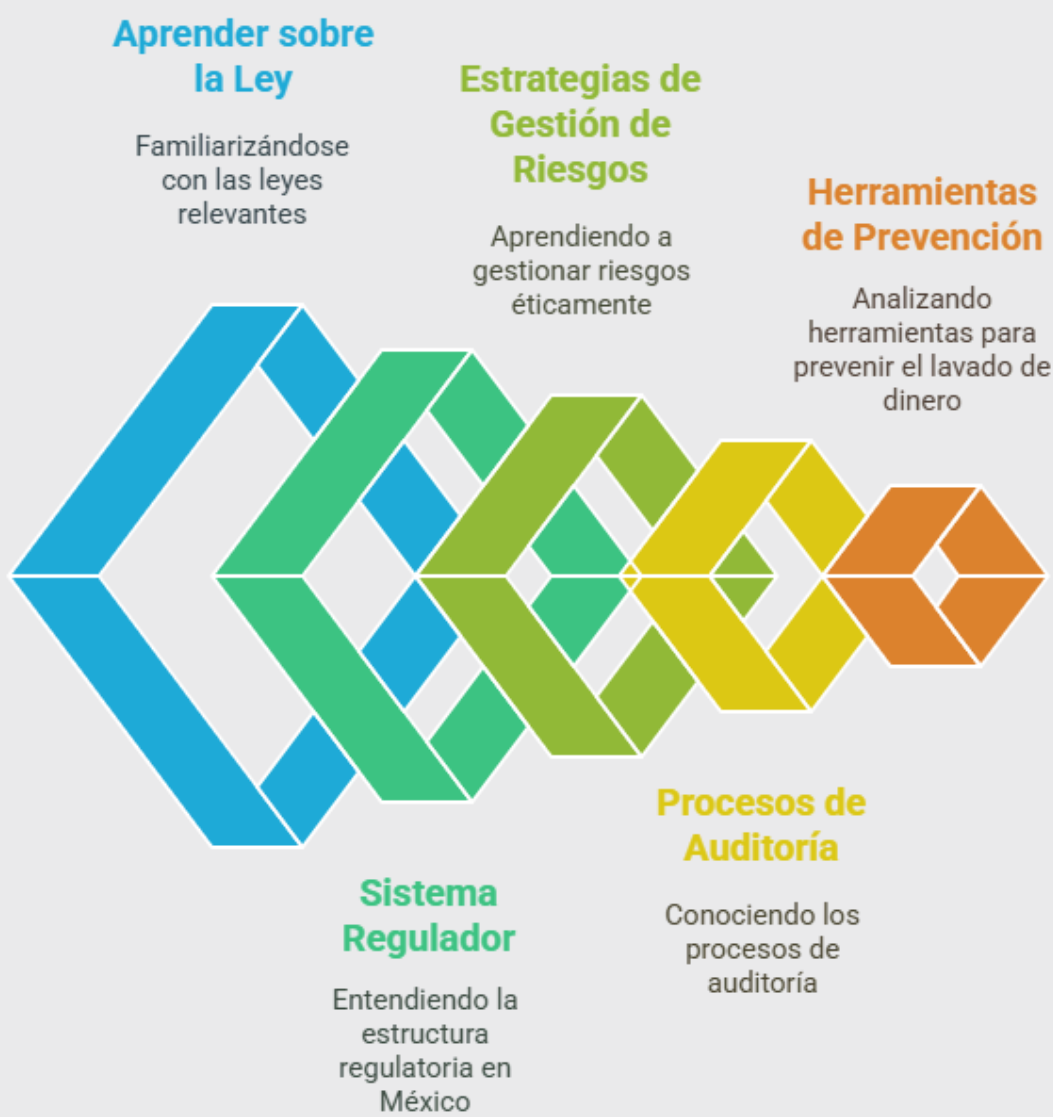 Aprender sobre
la Ley
Familiarizándose
con las leyes
relevantes
Estrategias de
Gestión de
Riesgos
Aprendiendo a
gestionar riesgos
éticamente
Herramientas
de Prevención
Analizando
herramientas para
prevenir el lavado de
dinero
Sistema
Regulador
Entendiendo la
estructura
regulatoria en
México
Procesos de
Auditoría
Conociendo los
procesos de
auditoría